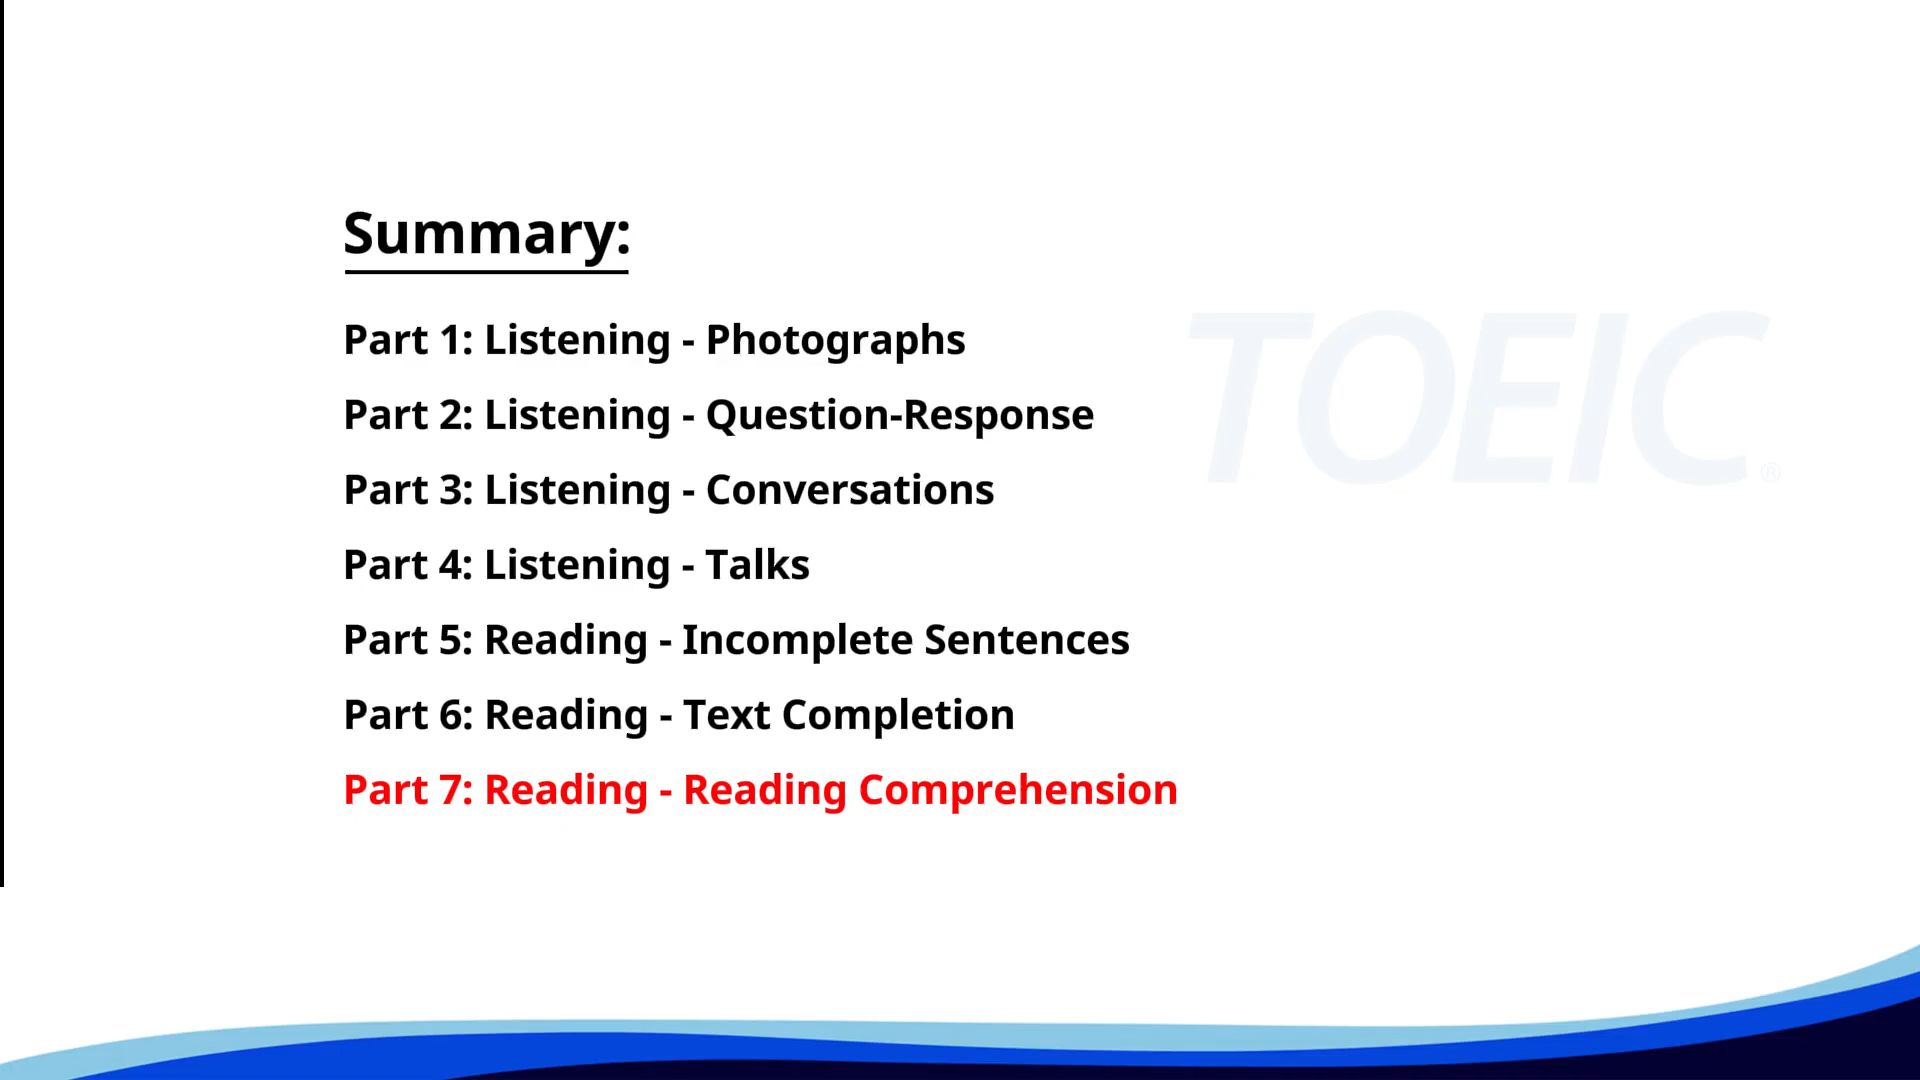 Summary:
Part 1: Listening - Photographs
Part 2: Listening - Question-Response
TOEIC®
Part 3: Listening - Conversations
Part 4: Listening - Talks
Part 5: Reading - Incomplete Sentences
Part 6: Reading - Text Completion
Part 7: Reading - Reading Comprehension